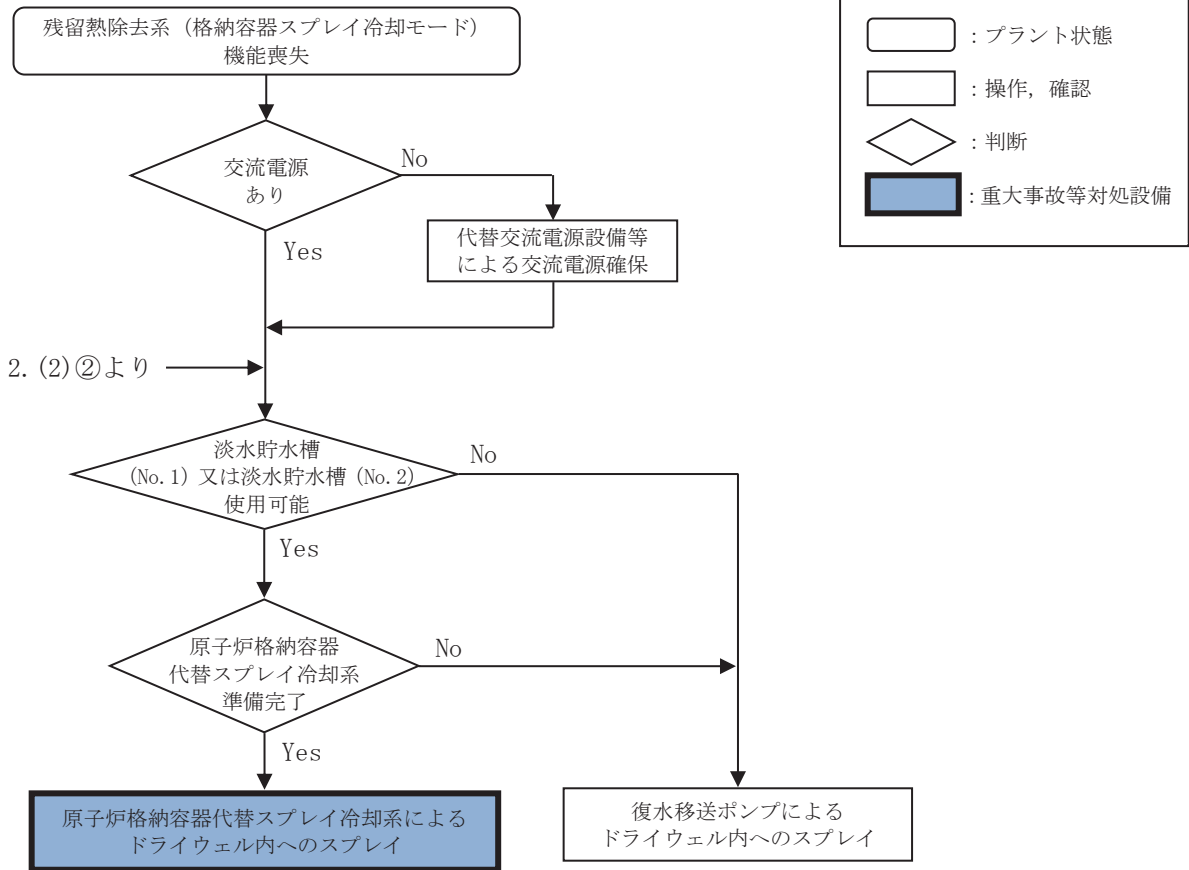 残留熱除去系（格納容器スプレイ冷却モード）
機能喪失
交流電源
あり
No
Yes
代替交流電源設備等
による交流電源確保
2.(2)②より
淡水貯水槽
(No.1) 又は淡水貯水槽 (No.2)
使用可能
No
Yes
原子炉格納容器
代替スプレイ冷却系
準備完了
No
Yes
原子炉格納容器代替スプレイ冷却系による
ドライウェル内へのスプレイ
復水移送ポンプによる
ドライウェル内へのスプレイ
：プラント状態
：操作，確認
：判断
：重大事故等対処設備